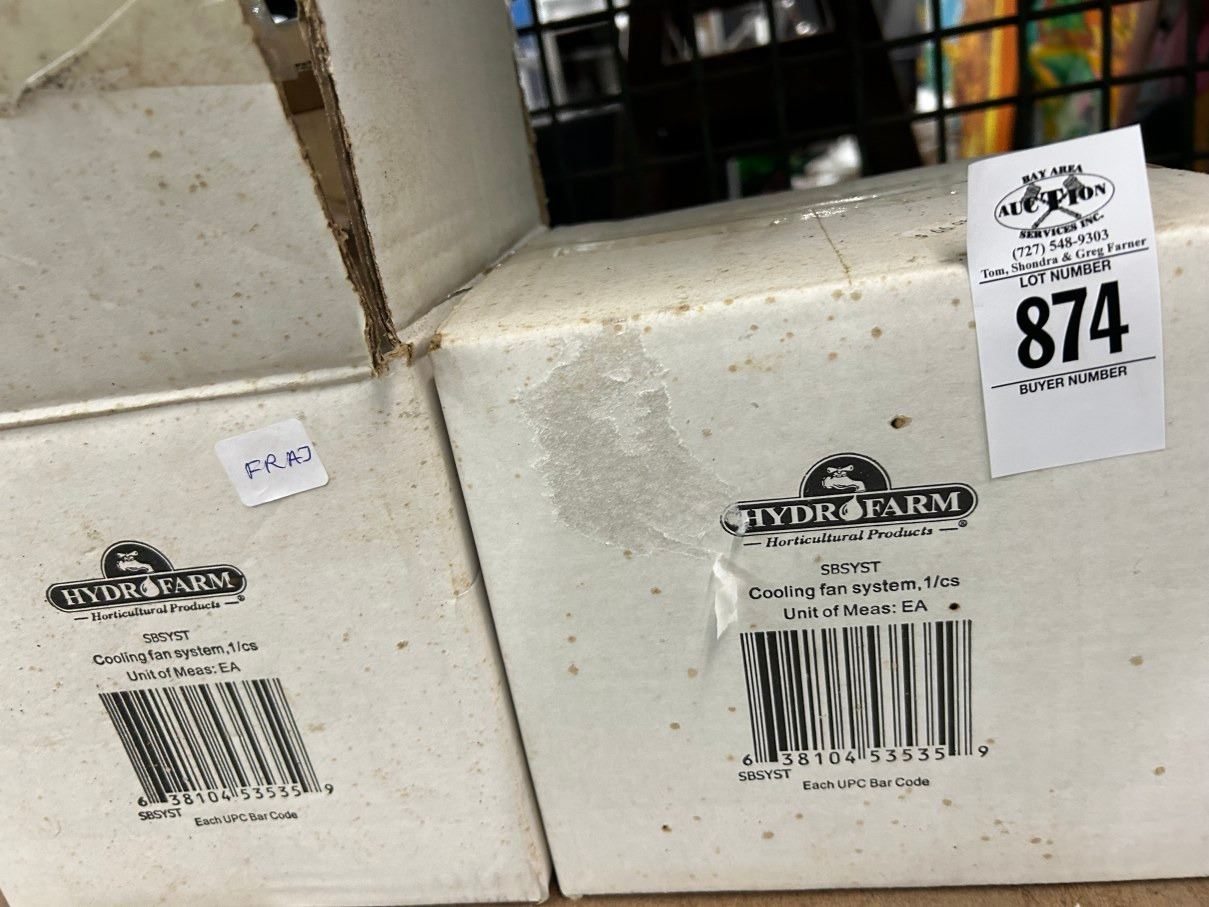 BAY AREA
AUCTION
SERVICES INC.
(727) 548-9303
Tom, Shondra & Greg Farner
LOT NUMBER
874
BUYER NUMBER
FRAJ
HYDROFARM®
Horticultural Products
SBSYST
Cooling fan system,1/cs
Unit of Meas: EA
6 38104 53535 9
SBSYST
Each UPC Bar Code
HYDROFARM®
Horticultural Products
SBSYST
Cooling fan system,1/cs
Unit of Meas: EA
6 38104 53535 9
SBSYST
Each UPC Bar Code